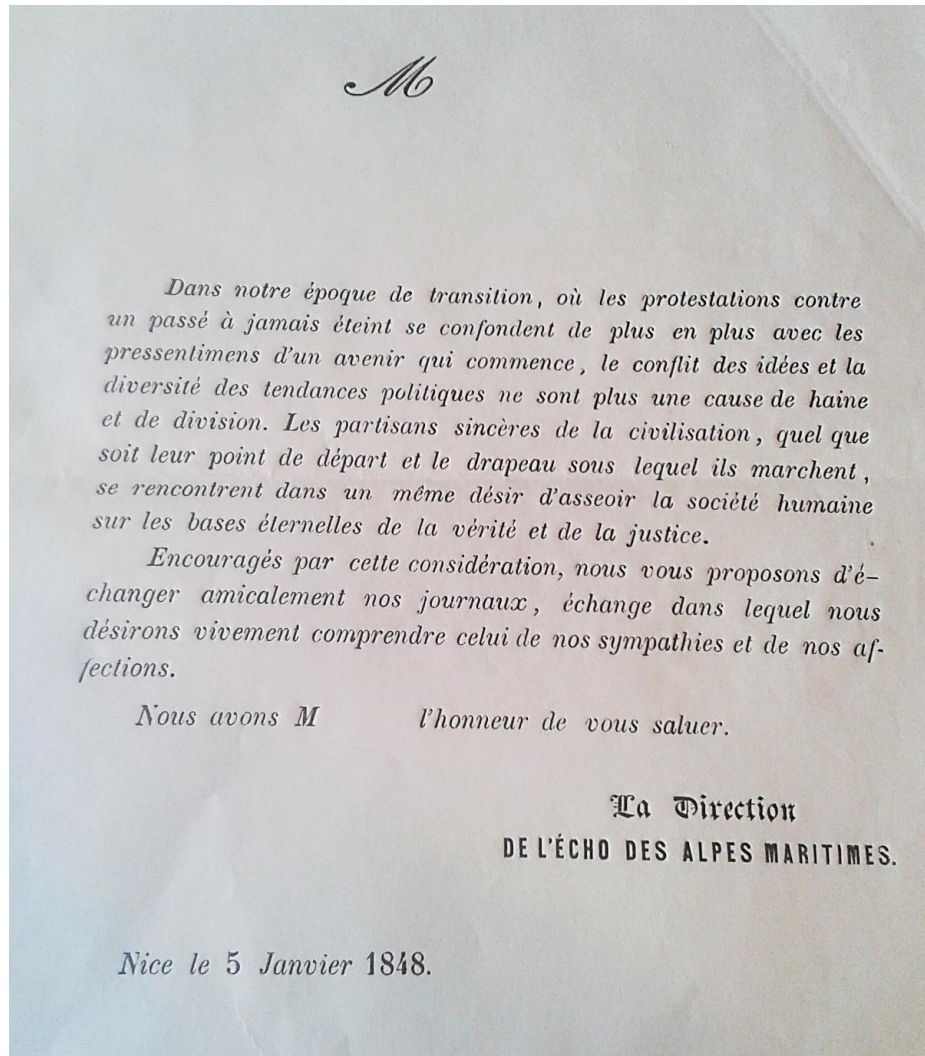 M
Dans notre époque de transition, où les protestations contre
un passé à jamais éteint se confondent de plus en plus avec les
pressentimens d'un avenir qui commence, le conflit des idées et la
diversité des tendances politiques ne sont plus une cause de haine
et de division. Les partisans sincères de la civilisation, quel que
soit leur point de départ et le drapeau sous lequel ils marchent,
se rencontrent dans un même désir d'asseoir la société humaine
sur les bases éternelles de la vérité et de la justice.
Encouragés par cette considération, nous vous proposons d'é-
changer amicalement nos journaux, échange dans lequel nous
désirons vivement comprendre celui de nos sympathies et de nos af-
fections.
Nous avons M l'honneur de vous saluer.
La Direction
DE L'ÉCHO DES ALPES MARITIMES.
Nice le 5 Janvier 1848.